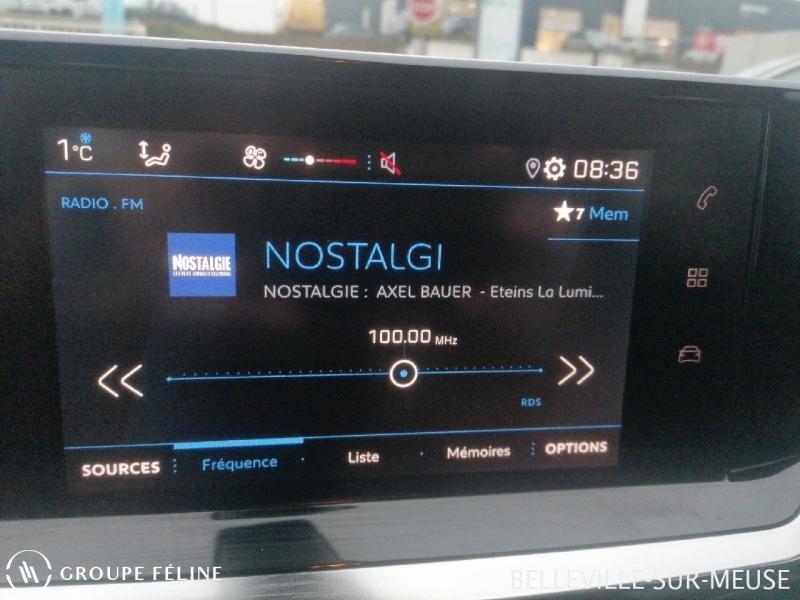 1°C 08:36
RADIO . FM
7 Mem
NOSTALGIE
NOSTALGI
NOSTALGIE : AXEL BAUER - Eteins La Lumi...
100.00 MHz
RDS
SOURCES Fréquence Liste Mémoires OPTIONS
GROUPE FÉLINE
BELLEVILLE-SUR-MEUSE